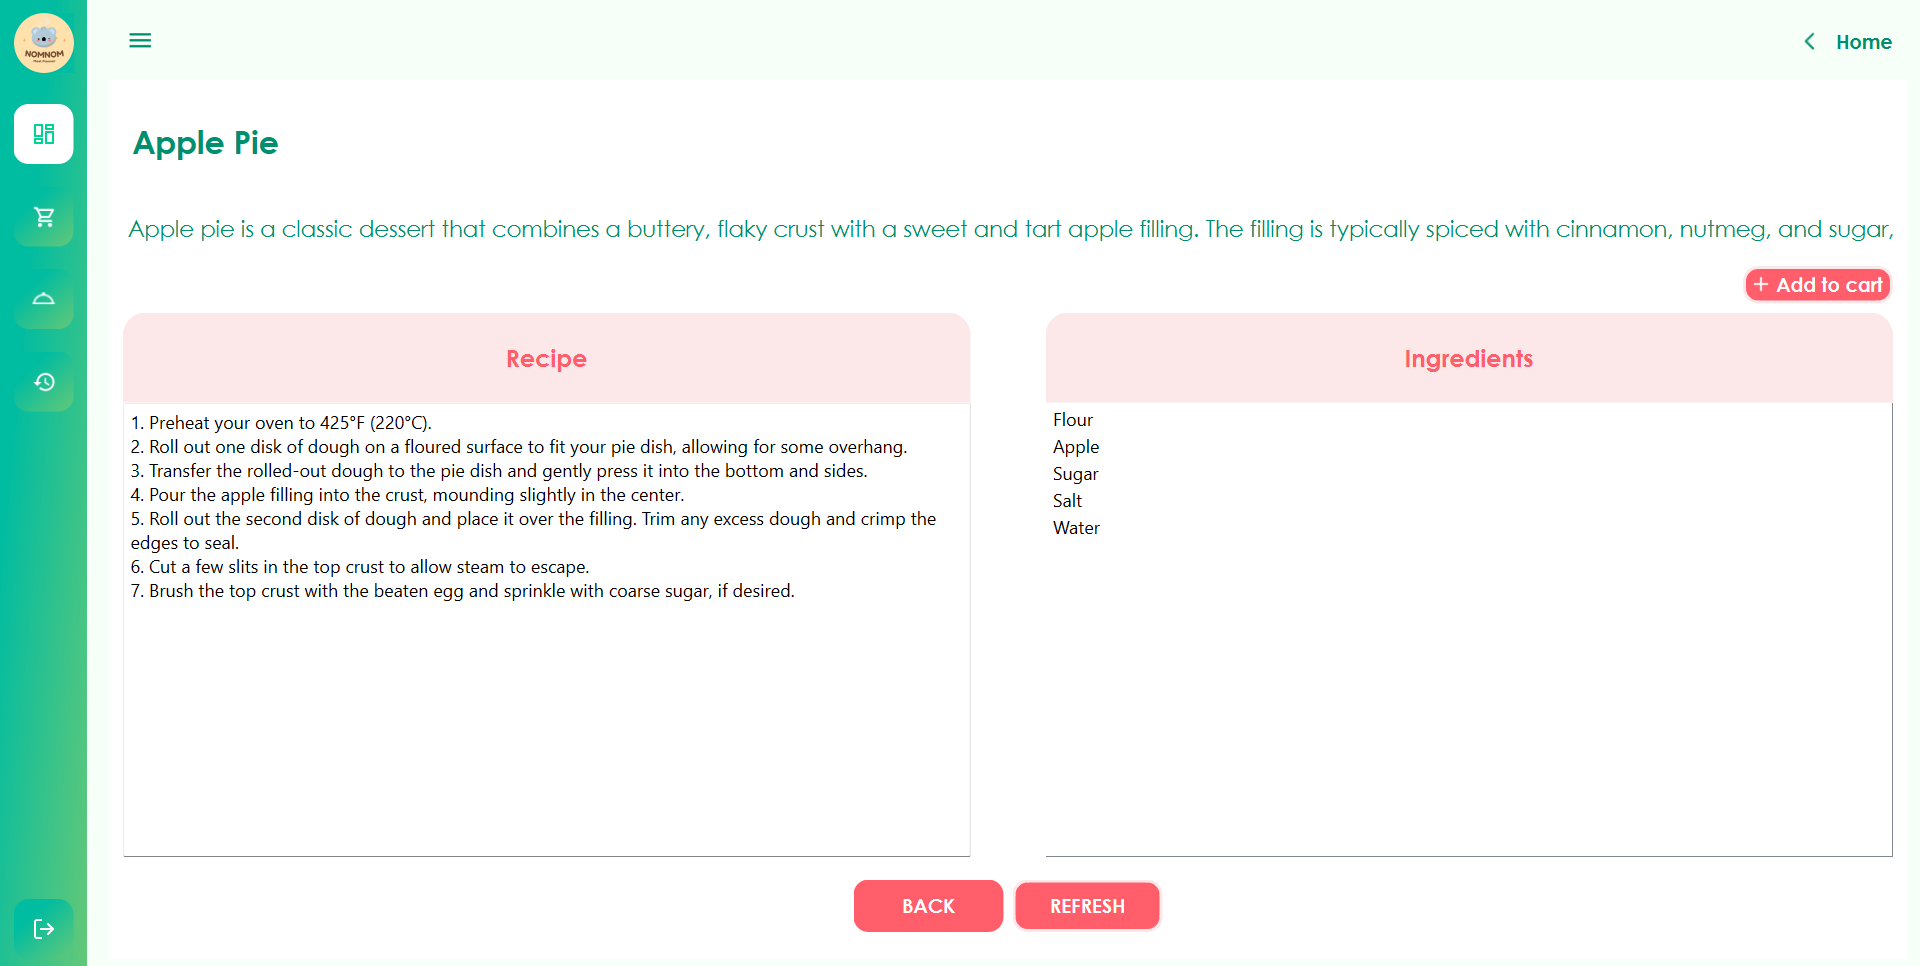 NOMNOM
Meal Planner
Home
Apple Pie
Apple pie is a classic dessert that combines a buttery, flaky crust with a sweet and tart apple filling. The filling is typically spiced with cinnamon, nutmeg, and sugar,
+ Add to cart
Recipe
1. Preheat your oven to 425°F (220°C).
2. Roll out one disk of dough on a floured surface to fit your pie dish, allowing for some overhang.
3. Transfer the rolled-out dough to the pie dish and gently press it into the bottom and sides.
4. Pour the apple filling into the crust, mounding slightly in the center.
5. Roll out the second disk of dough and place it over the filling. Trim any excess dough and crimp the
edges to seal.
6. Cut a few slits in the top crust to allow steam to escape.
7. Brush the top crust with the beaten egg and sprinkle with coarse sugar, if desired.
Ingredients
Flour
Apple
Sugar
Salt
Water
BACK
REFRESH